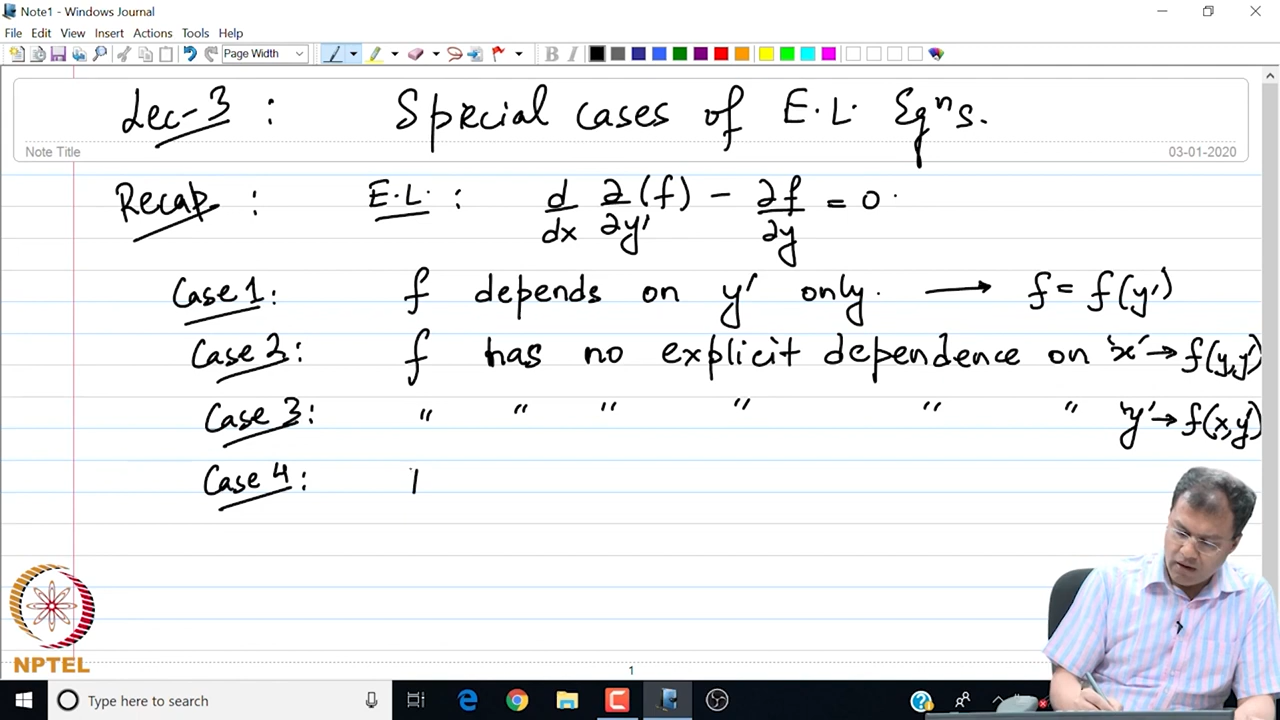 Note1 - Windows Journal
File Edit View Insert Actions Tools Help
Page Width
B I
Lec-3 : Special cases of E.L. Eqⁿs.
Note Title
03-01-2020
Recap : E.L. : d/dx ∂(f)/∂y' - ∂f/∂y = 0.
Case 1: f depends on y' only. → f = f(y')
Case 2: f has no explicit dependence on 'x' → f(y,y')
Case 3: " " " " " " 'y' → f(x,y')
Case 4:
NPTEL
1
Type here to search